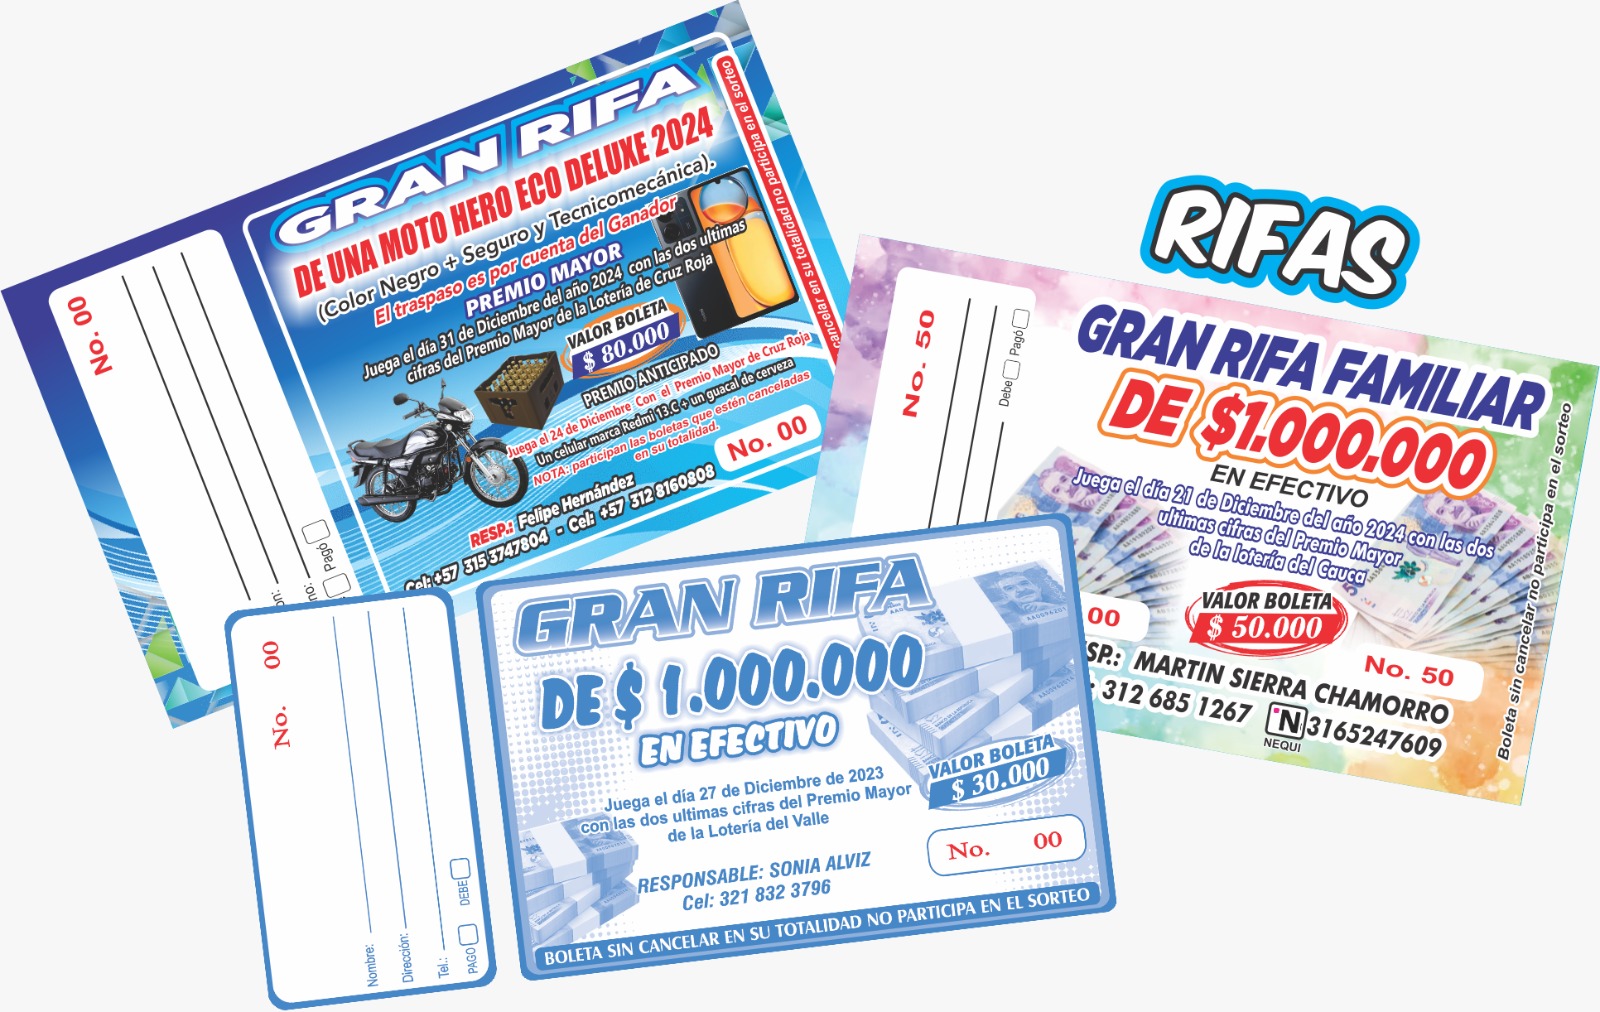 GRAN RIFA
DE UNA MOTO HERO ECO DELUXE 2024
(Color Negro + Seguro y Tecnicomecánica).
El traspaso es por cuenta del Ganador
PREMIO MAYOR
Juega el día 31 de Diciembre del año 2024 con las dos ultimas
cifras del Premio Mayor de la Lotería de Cruz Roja
VALOR BOLETA
$ 80.000
PREMIO ANTICIPADO
Juega el 24 de Diciembre Con el Premio Mayor de Cruz Roja
Un celular marca Redmi 13.C + un guacal de cerveza
NOTA: participan las boletas que estén canceladas
en su totalidad.
No. 00
RESP.: Felipe Hernández
Cel: +57 315 3747804 - Cel: +57 312 8160808
cancelar en su totalidad no participa en el sorteo
No. 00
Pagó
RIFAS
No. 50
Debe
Pagó
GRAN RIFA FAMILIAR
DE $1.000.000
EN EFECTIVO
Juega el día 21 de Diciembre del año 2024 con las dos
ultimas cifras del Premio Mayor
de la lotería del Cauca
VALOR BOLETA
$ 50.000
00
No. 50
SP.: MARTIN SIERRA CHAMORRO
: 312 685 1267
3165247609
N
NEQUI
Boleta sin cancelar no participa en el sorteo
No. 00
Nombre:
Dirección:
Tel.:
PAGO
DEBE
GRAN RIFA
DE $ 1.000.000
EN EFECTIVO
Juega el día 27 de Diciembre de 2023
con las dos ultimas cifras del Premio Mayor
de la Lotería del Valle
VALOR BOLETA
$ 30.000
No. 00
RESPONSABLE: SONIA ALVIZ
Cel: 321 832 3796
BOLETA SIN CANCELAR EN SU TOTALIDAD NO PARTICIPA EN EL SORTEO